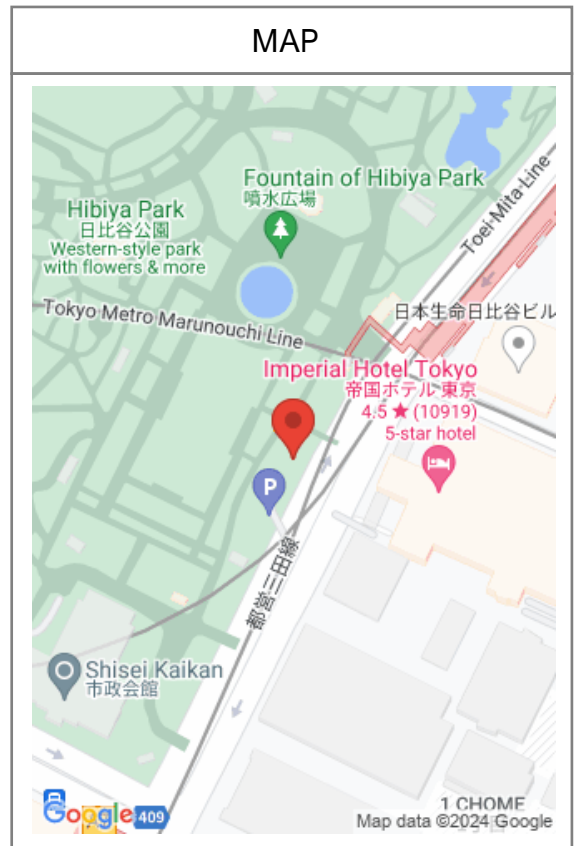 MAP
Fountain of Hibiya Park
噴水広場
Hibiya Park
日比谷公園
Western-style park
with flowers & more
Toei-Mita-Line
Tokyo Metro Marunouchi Line
日本生命日比谷ビル
Imperial Hotel Tokyo
帝国ホテル 東京
4.5 ★ (10919)
5-star hotel
P
都営三田線
Shisei Kaikan
市政会館
Google
409
1 CHOME
Map data ©2024 Google